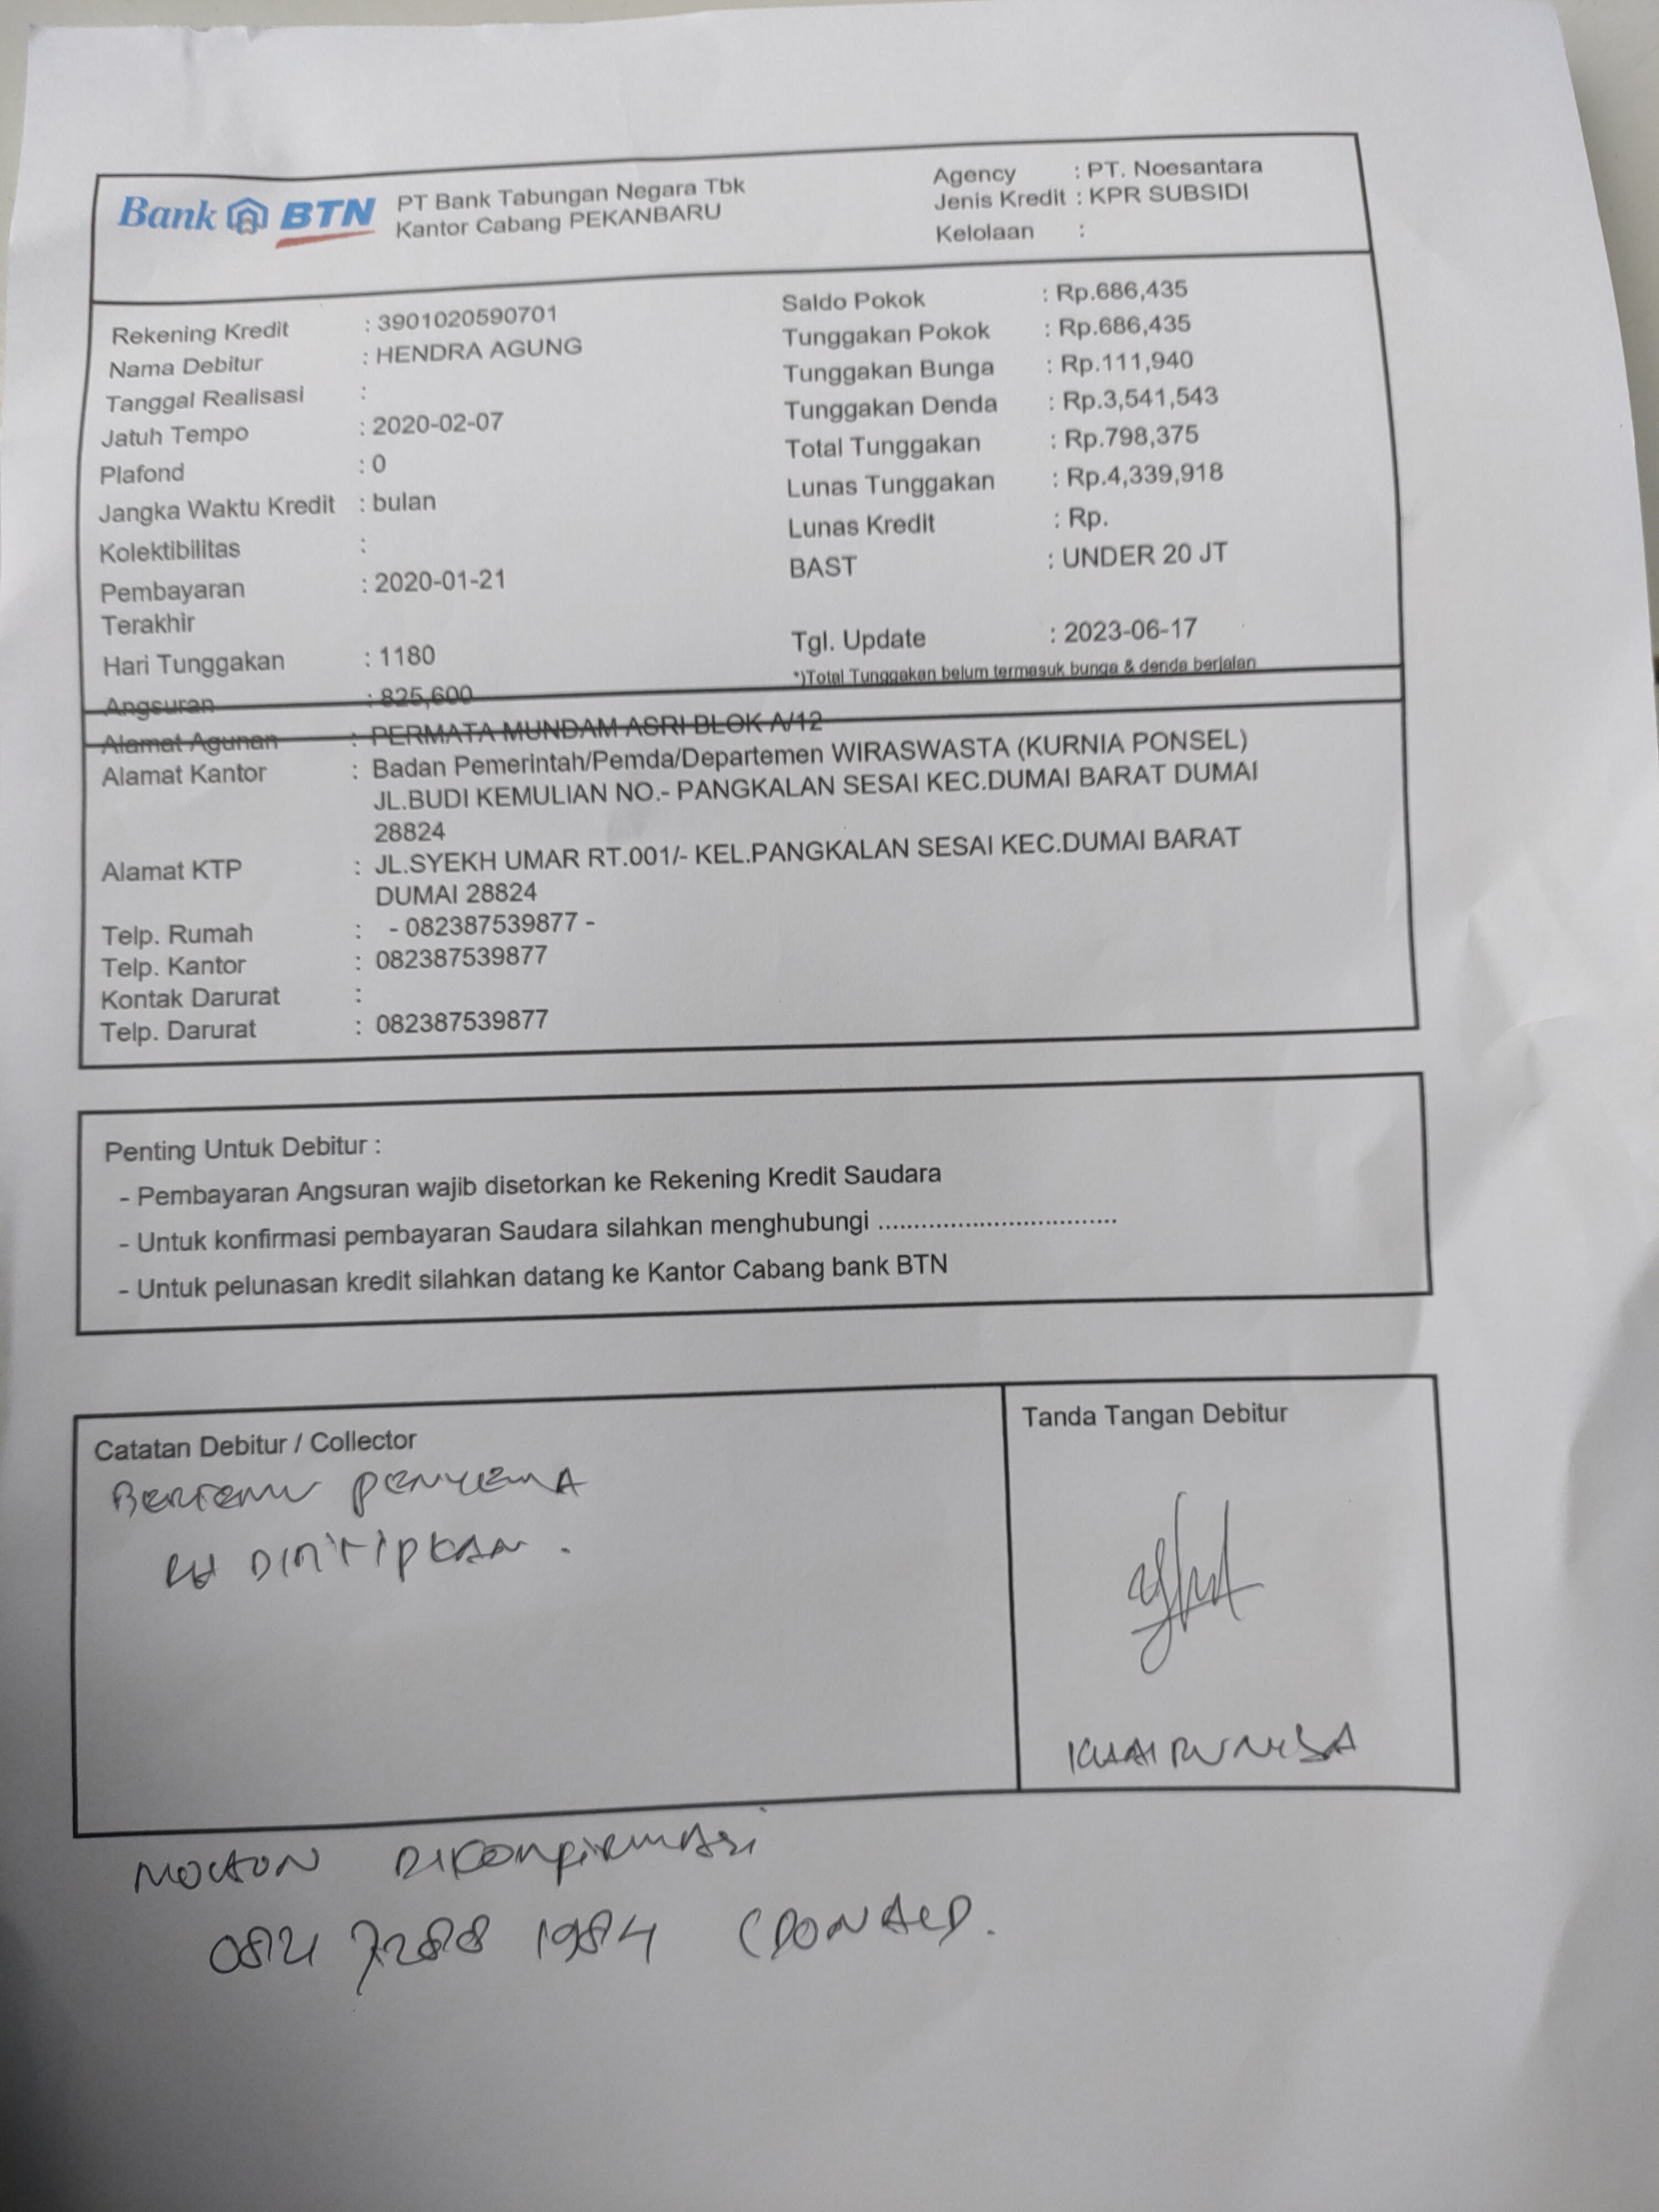 Bank BTN
PT Bank Tabungan Negara Tbk
Kantor Cabang PEKANBARU
Agency : PT. Noesantara
Jenis Kredit : KPR SUBSIDI
Kelolaan :
Rekening Kredit : 3901020590701
Nama Debitur : HENDRA AGUNG
Tanggal Realisasi :
Jatuh Tempo : 2020-02-07
Plafond : 0
Jangka Waktu Kredit : bulan
Kolektibilitas :
Pembayaran : 2020-01-21
Terakhir
Hari Tunggakan : 1180
Angsuran : 825,600
Saldo Pokok : Rp.686,435
Tunggakan Pokok : Rp.686,435
Tunggakan Bunga : Rp.111,940
Tunggakan Denda : Rp.3,541,543
Total Tunggakan : Rp.798,375
Lunas Tunggakan : Rp.4,339,918
Lunas Kredit : Rp.
BAST : UNDER 20 JT
Tgl. Update : 2023-06-17
*)Total Tunggakan belum termasuk bunga & denda berjalan
Alamat Agunan : PERMATA MUNDAM ASRI BLOK A/12
Alamat Kantor : Badan Pemerintah/Pemda/Departemen WIRASWASTA (KURNIA PONSEL)
JL.BUDI KEMULIAN NO.- PANGKALAN SESAI KEC.DUMAI BARAT DUMAI
28824
Alamat KTP : JL.SYEKH UMAR RT.001/- KEL.PANGKALAN SESAI KEC.DUMAI BARAT
DUMAI 28824
Telp. Rumah : - 082387539877 -
Telp. Kantor : 082387539877
Kontak Darurat :
Telp. Darurat : 082387539877
Penting Untuk Debitur :
- Pembayaran Angsuran wajib disetorkan ke Rekening Kredit Saudara
- Untuk konfirmasi pembayaran Saudara silahkan menghubungi .................................
- Untuk pelunasan kredit silahkan datang ke Kantor Cabang bank BTN
Catatan Debitur / Collector
BERTEMU PENYEWA
DITITIPKAN.
Tanda Tangan Debitur
KHAIRUNISA
MOHON DIKONFIRMASI
0821 7288 1984 (DONALD.